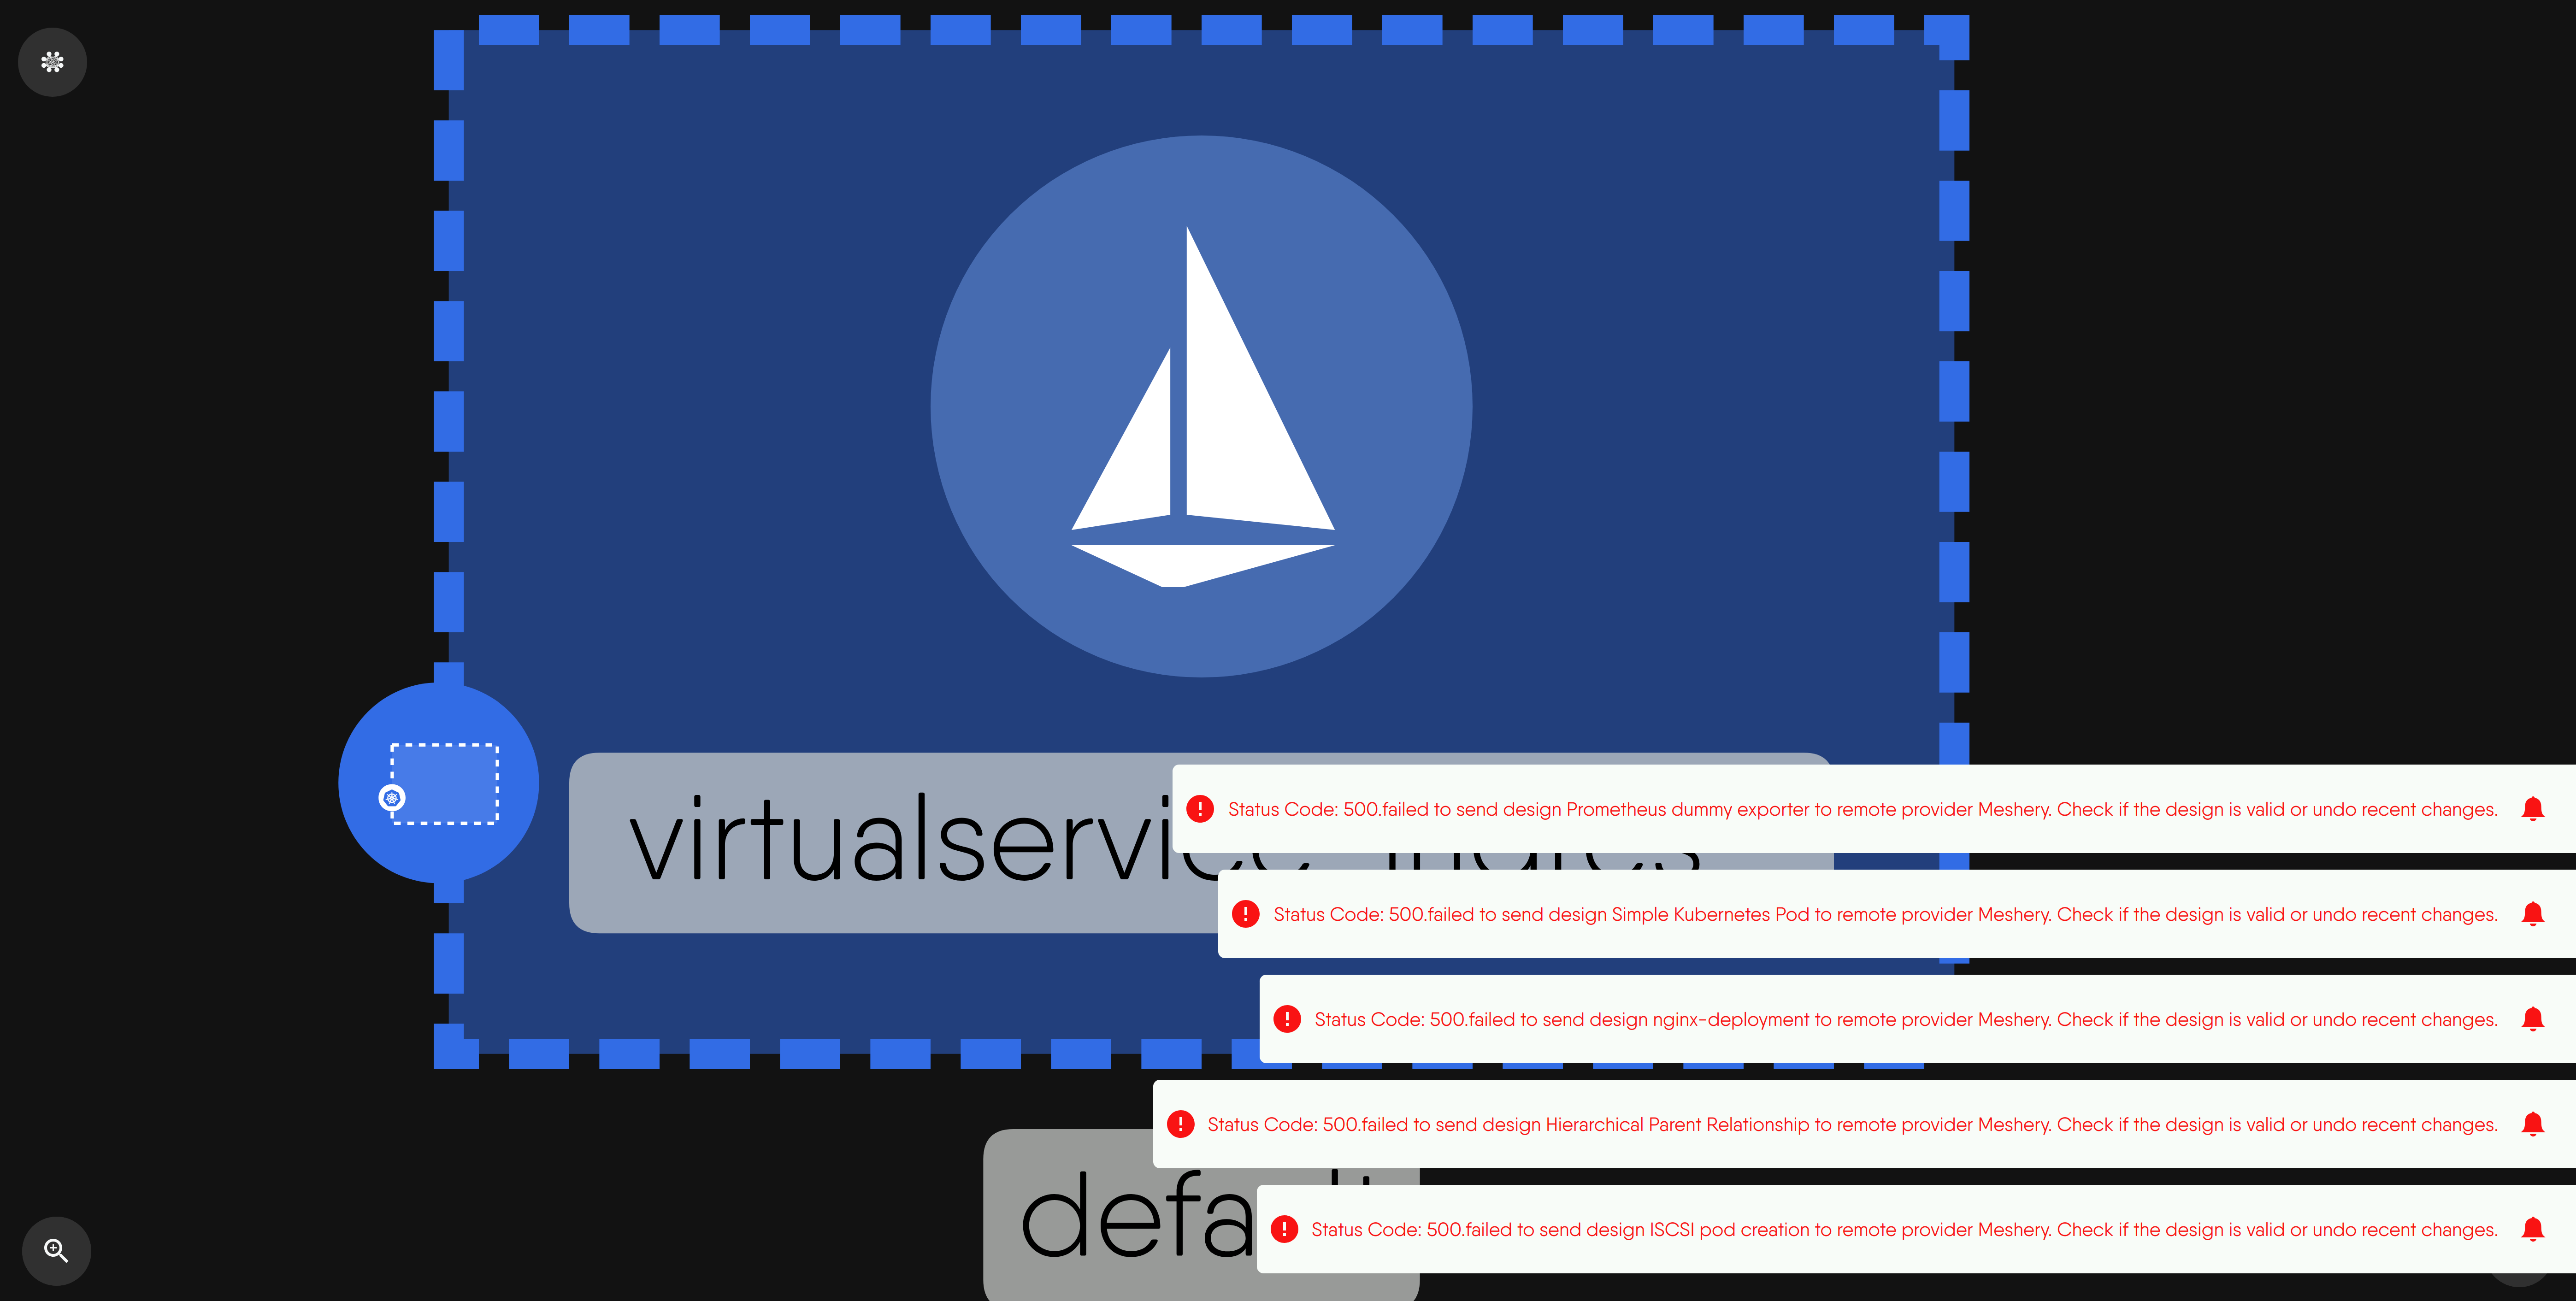 Status Code: 500.failed to send design Prometheus dummy exporter to remote provider Meshery. Check if the design is valid or undo recent changes.
Status Code: 500.failed to send design Simple Kubernetes Pod to remote provider Meshery. Check if the design is valid or undo recent changes.
Status Code: 500.failed to send design nginx-deployment to remote provider Meshery. Check if the design is valid or undo recent changes.
Status Code: 500.failed to send design Hierarchical Parent Relationship to remote provider Meshery. Check if the design is valid or undo recent changes.
Status Code: 500.failed to send design ISCSI pod creation to remote provider Meshery. Check if the design is valid or undo recent changes.